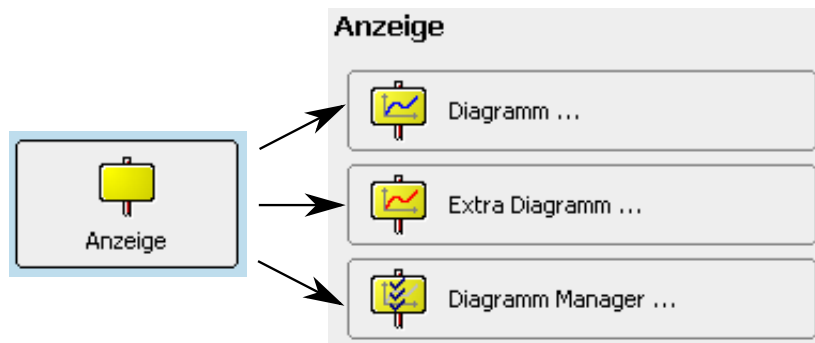 Anzeige
Anzeige
Diagramm ...
Extra Diagramm ...
Diagramm Manager ...